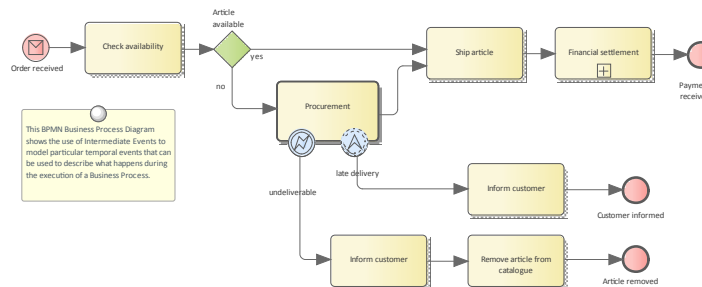 Article
available
Order received
Check availability
yes
no
Ship article
Financial settlement
Procurement
This BPMN Business Process Diagram
shows the use of Intermediate Events to
model particular temporal events that can
be used to describe what happens during
the execution of a Business Process.
undeliverable
late delivery
Inform customer
Customer informed
Inform customer
Remove article from
catalogue
Article removed